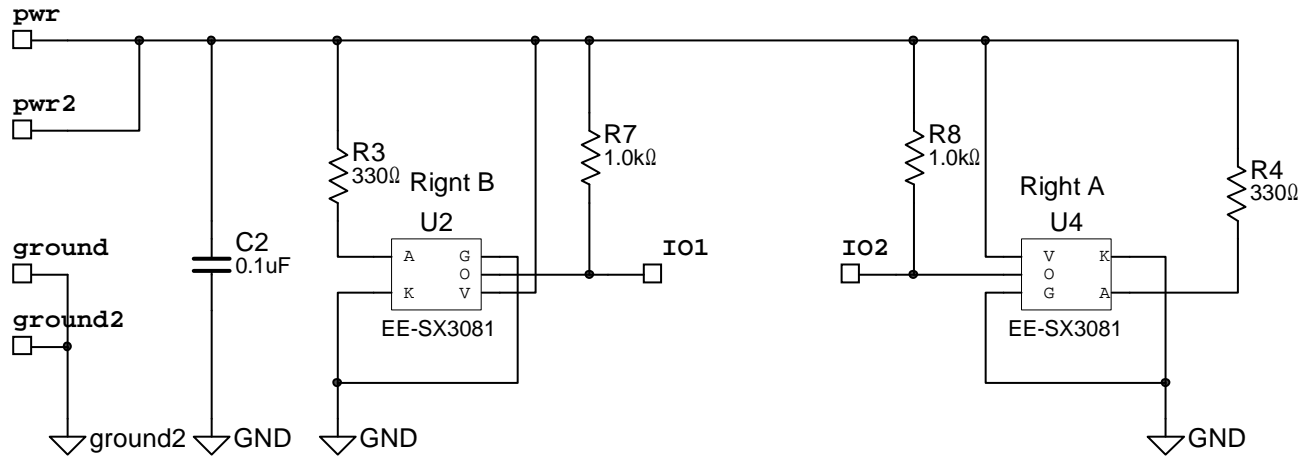 pwr
pwr2
R3
330Ω
Rignt B
U2
R7
1.0kΩ
R8
1.0kΩ
Right A
U4
R4
330Ω
ground
C2
0.1uF
A
G
O
K
V
IO1
IO2
V
K
O
G
A
ground2
EE-SX3081
EE-SX3081
ground2
GND
GND
GND